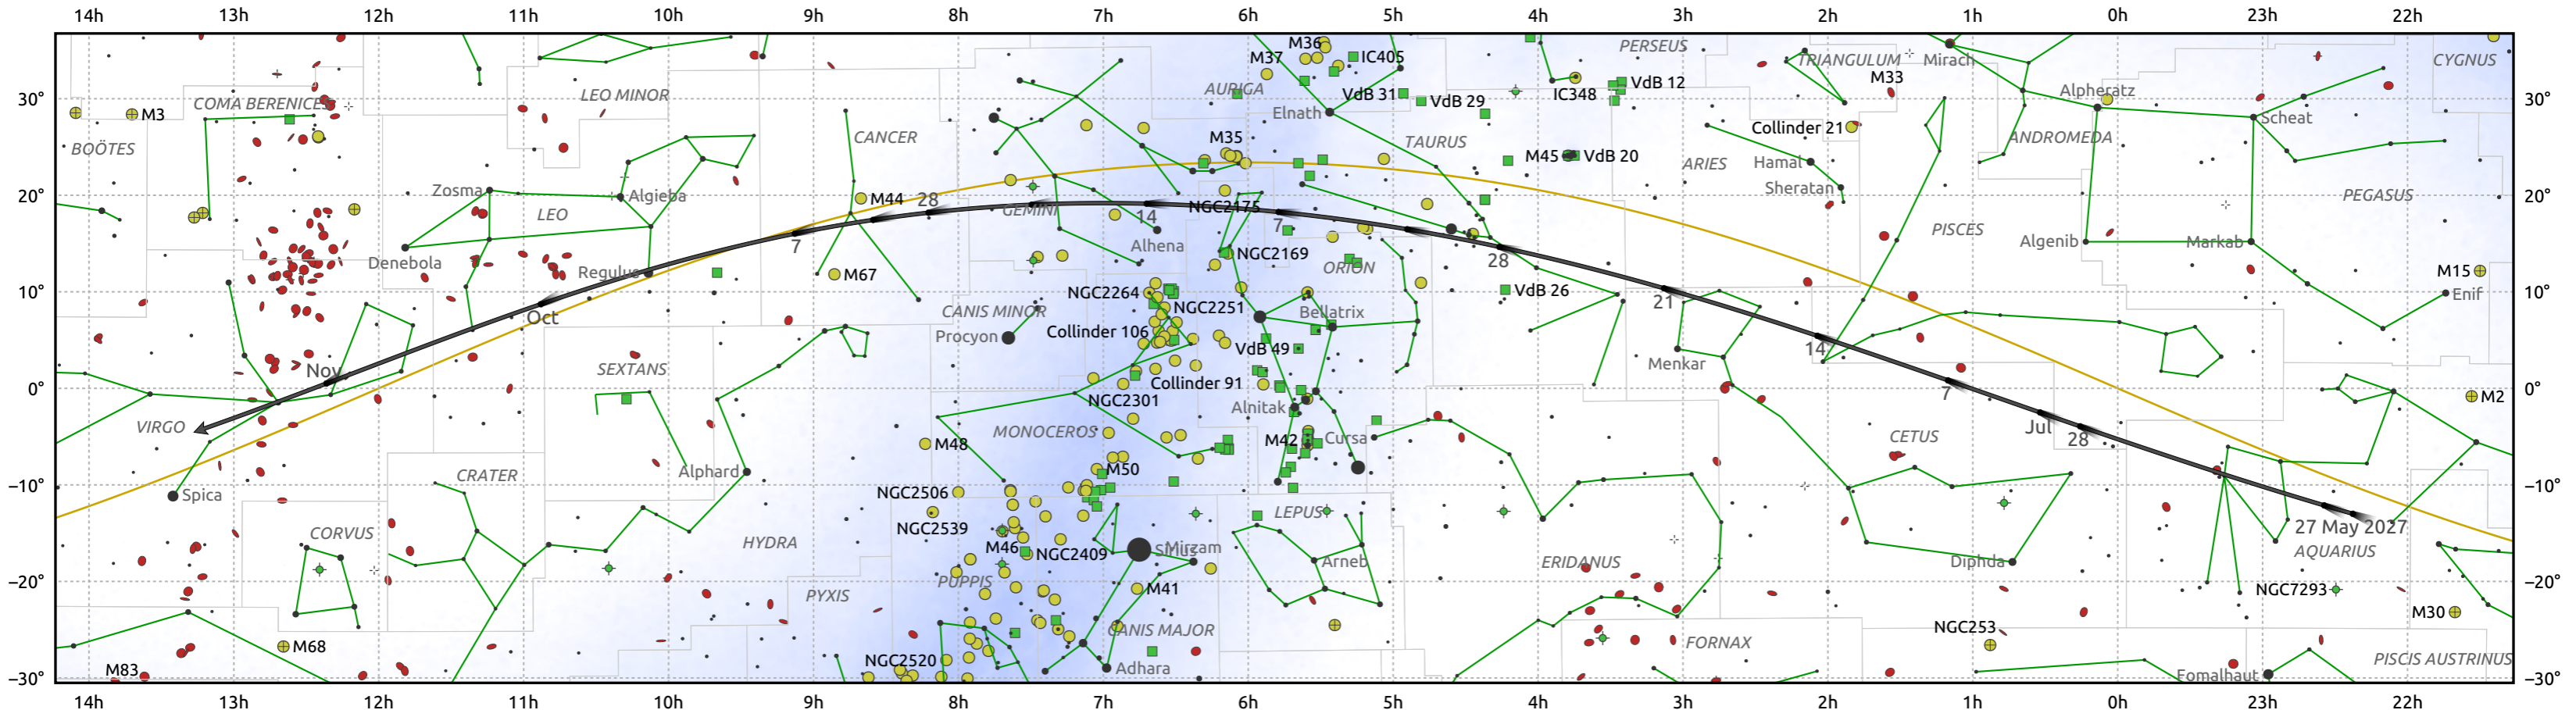 14h 13h 12h 11h 10h 9h 8h 7h 6h 5h 4h 3h 2h 1h 0h 23h 22h
M36
M37 IC405 PERSEUS TRIANGULUM Mirach CYGNUS
M33
30° COMA BERENICES LEO MINOR AURIGA VdB 31 VdB 29 IC348 VdB 12 Alpheratz 30°
M3 Elnath Scheat
BOÖTES CANCER M35 TAURUS Collinder 21 ANDROMEDA
M45 VdB 20 ARIES Hamal
20° Zosma Algieba M44 28 Sheratan PEGASUS 20°
LEO GEMINI 14 NGC2175 7 PISCES
7 Alhena Algenib Markab
Denebola NGC2169 28
Regulus M67 ORION M15
10° NGC2264 VdB 26 Enif 10°
Oct CANIS MINOR NGC2251 Bellatrix 21
Procyon Collinder 106 VdB 49 14
SEXTANS Menkar
0° Nov Collinder 91 7 M2 0°
NGC2301 Alnitak
VIRGO MONOCEROS Jul
M48 M42 Cursa CETUS 28
CRATER Alphard M50
−10° Spica NGC2506 −10°
CORVUS NGC2539 LEPUS 27 May 2027
HYDRA M46 NGC2409 Sirius Mirzam AQUARIUS
Arneb ERIDANUS Diphda
−20° PUPPIS M41 NGC7293 −20°
PYXIS M30
CANIS MAJOR NGC253
M68 FORNAX
M83 NGC2520 Adhara PISCIS AUSTRINUS
−30° Fomalhaut −30°
14h 13h 12h 11h 10h 9h 8h 7h 6h 5h 4h 3h 2h 1h 0h 23h 22h